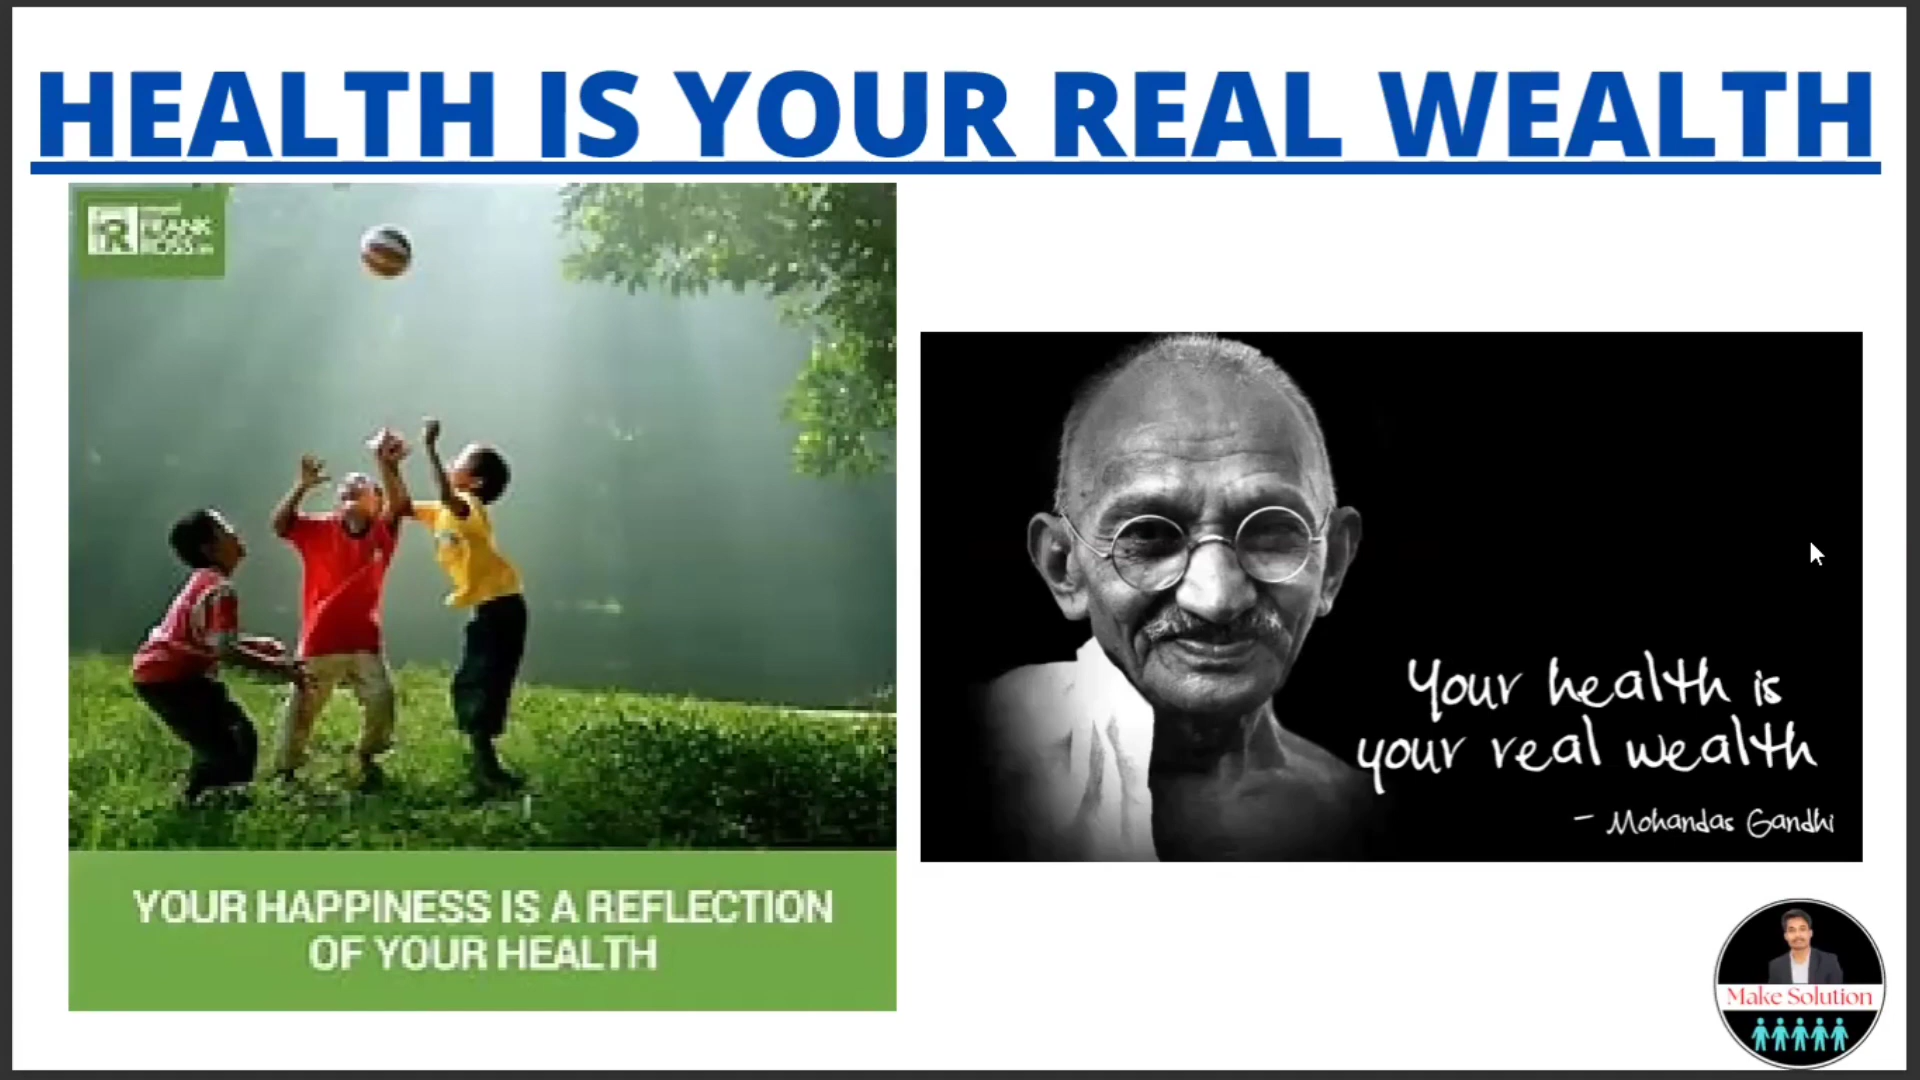 HEALTH IS YOUR REAL WEALTH
YOUR HAPPINESS IS A REFLECTION
OF YOUR HEALTH
Your health is
your real wealth
- Mohandas Gandhi
Make Solution